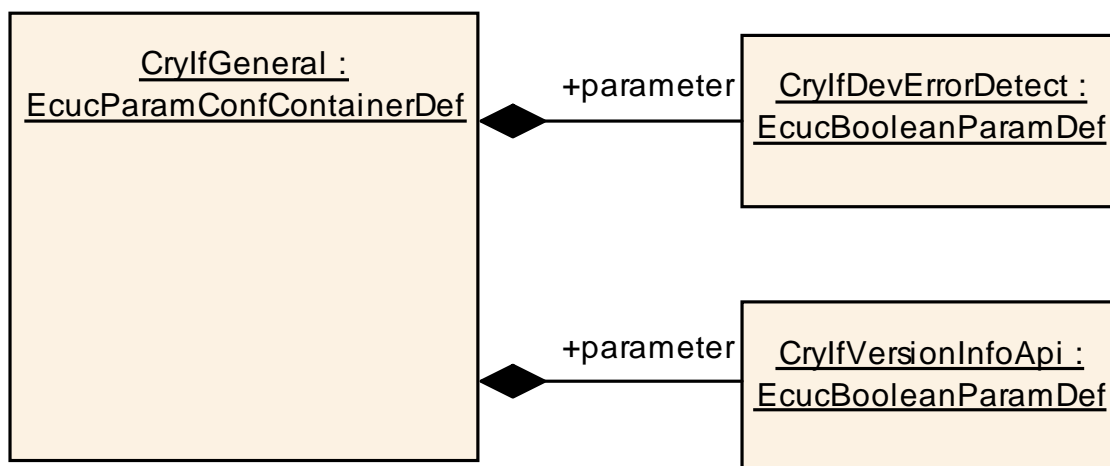 CryIfGeneral :
EcucParamConfContainerDef
+parameter
CryIfDevErrorDetect :
EcucBooleanParamDef
+parameter
CryIfVersionInfoApi :
EcucBooleanParamDef